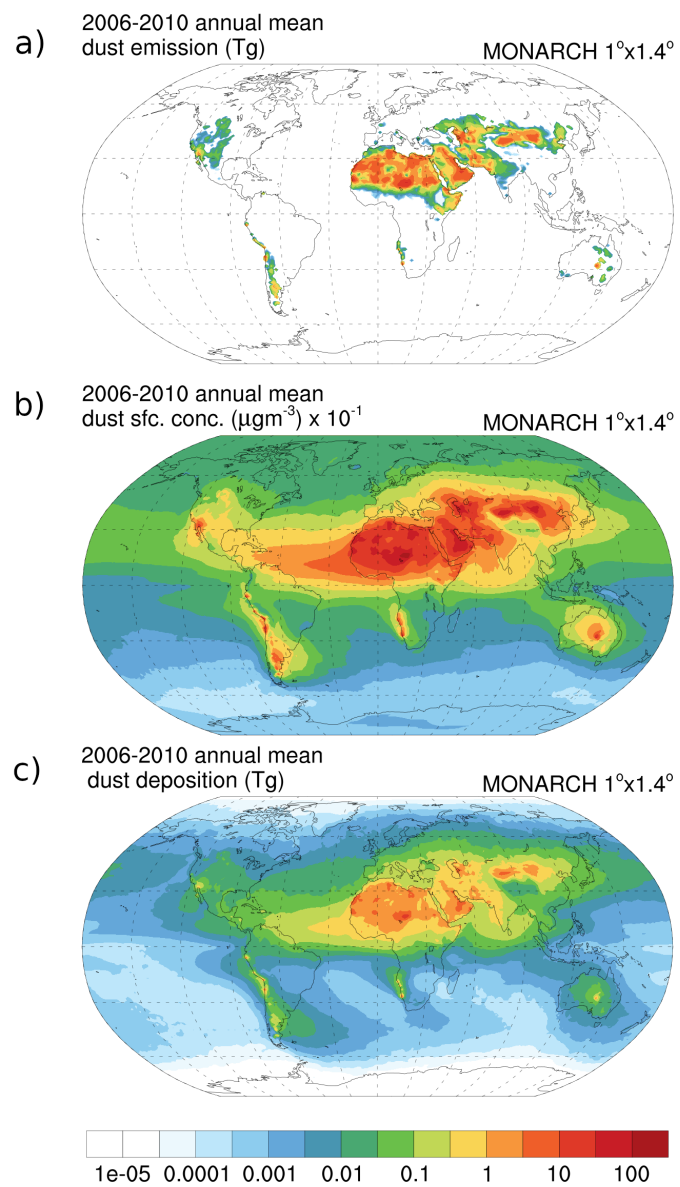 a)
2006-2010 annual mean
dust emission (Tg)
MONARCH 1°x1.4°
b)
2006-2010 annual mean
dust sfc. conc. (μgm⁻³) x 10⁻¹
MONARCH 1°x1.4°
c)
2006-2010 annual mean
dust deposition (Tg)
MONARCH 1°x1.4°
1e-05 0.0001 0.001 0.01 0.1 1 10 100